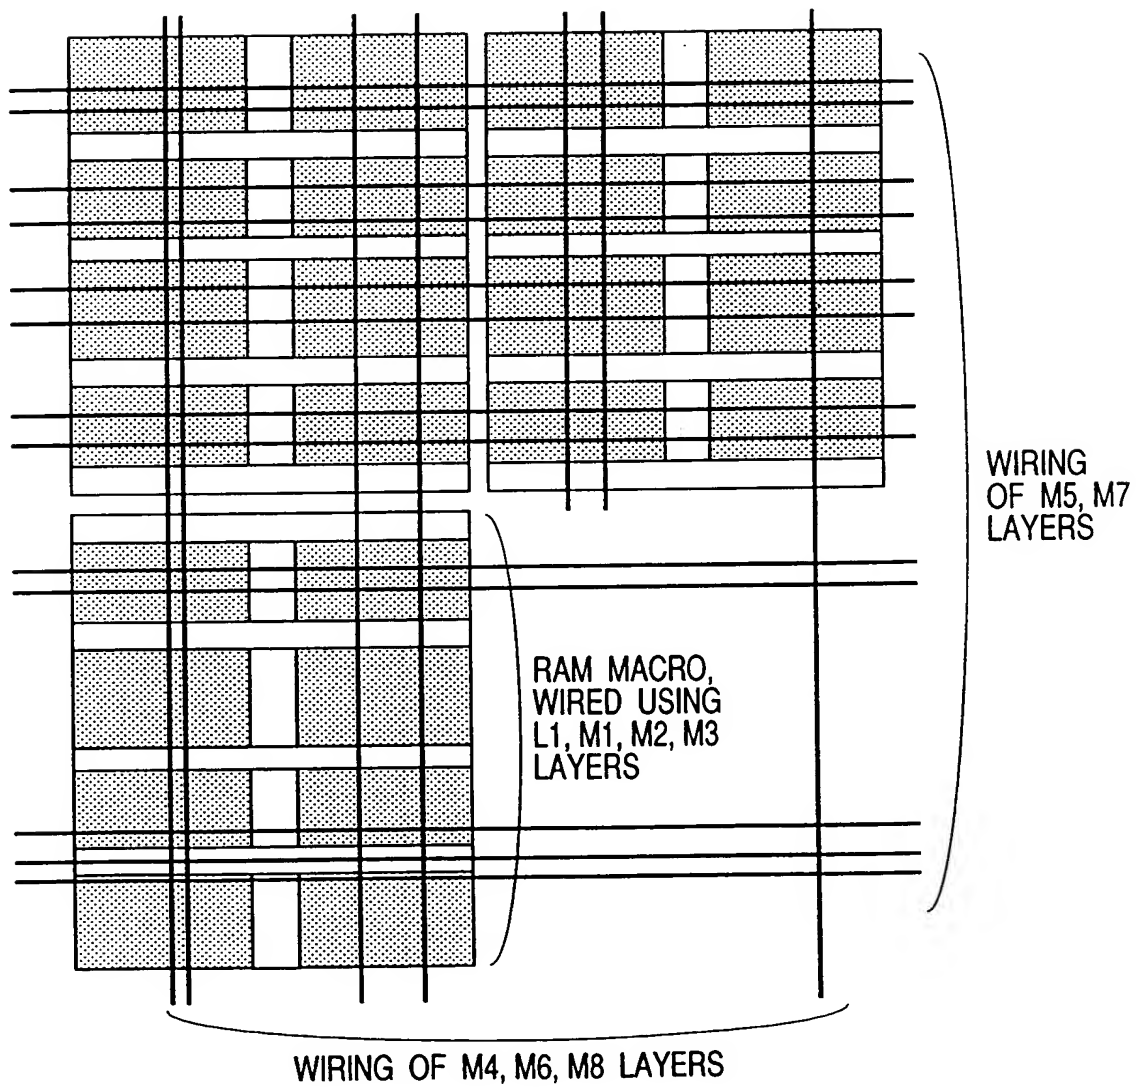 WIRING
OF M5, M7
LAYERS
RAM MACRO,
WIRED USING
L1, M1, M2, M3
LAYERS
WIRING OF M4, M6, M8 LAYERS